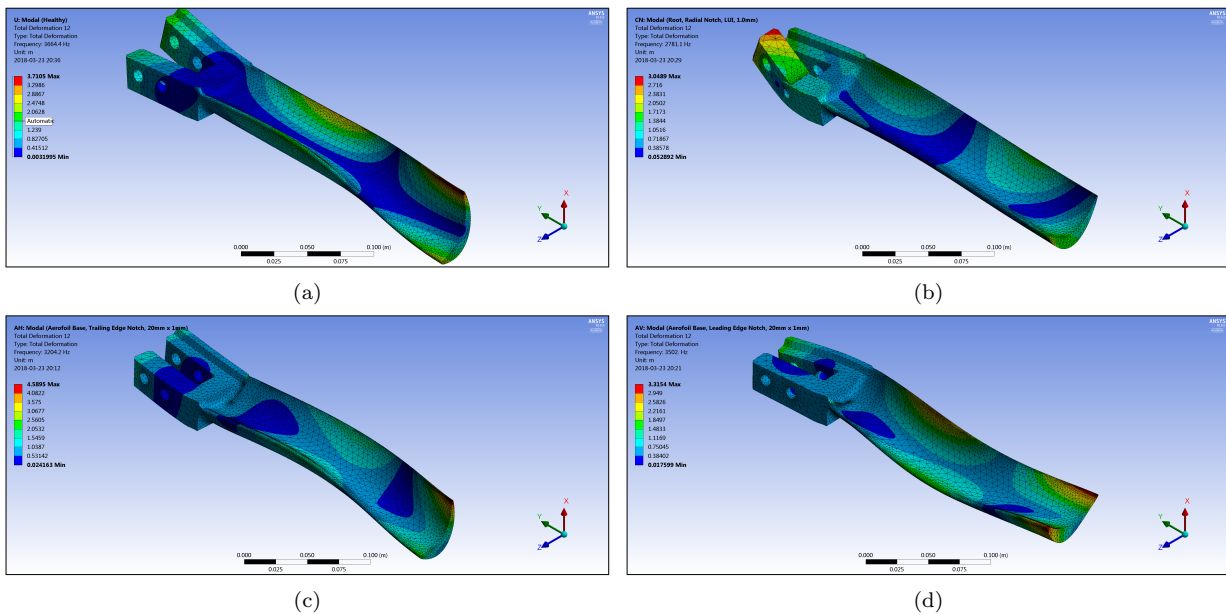 U: Modal (Healthy)
Total Deformation 12
Type: Total Deformation
Frequency: 3664.4 Hz
Unit: m
2018-03-23 20:36
3.7105 Max
3.2986
2.8867
2.4748
2.0628
Automatic
1.239
0.82705
0.41512
0.0031995 Min
ANSYS
X
Y
Z
0.000
0.050
0.100 (m)
0.025
0.075
(a)
CN: Modal (Root, Radial Notch, LUI, 1.0mm)
Total Deformation 12
Type: Total Deformation
Frequency: 2781.1 Hz
Unit: m
2018-03-23 20:29
3.0489 Max
2.716
2.3831
2.0502
1.7173
1.3844
1.0516
0.71867
0.38578
0.052892 Min
ANSYS
X
Y
Z
0.000
0.050
0.100 (m)
0.025
0.075
(b)
AH: Modal (Aerofoil Base, Trailing Edge Notch, 20mm x 1mm)
Total Deformation 12
Type: Total Deformation
Frequency: 3204.2 Hz
Unit: m
2018-03-23 20:12
4.5895 Max
4.0822
3.575
3.0677
2.5605
2.0532
1.5459
1.0387
0.53142
0.024163 Min
ANSYS
X
Y
Z
0.000
0.050
0.100 (m)
0.025
0.075
(c)
AV: Modal (Aerofoil Base, Leading Edge Notch, 20mm x 1mm)
Total Deformation 12
Type: Total Deformation
Frequency: 3502. Hz
Unit: m
2018-03-23 20:21
3.3154 Max
2.949
2.5826
2.2161
1.8497
1.4833
1.1169
0.75045
0.38402
0.017599 Min
ANSYS
X
Y
Z
0.000
0.050
0.100 (m)
0.025
0.075
(d)